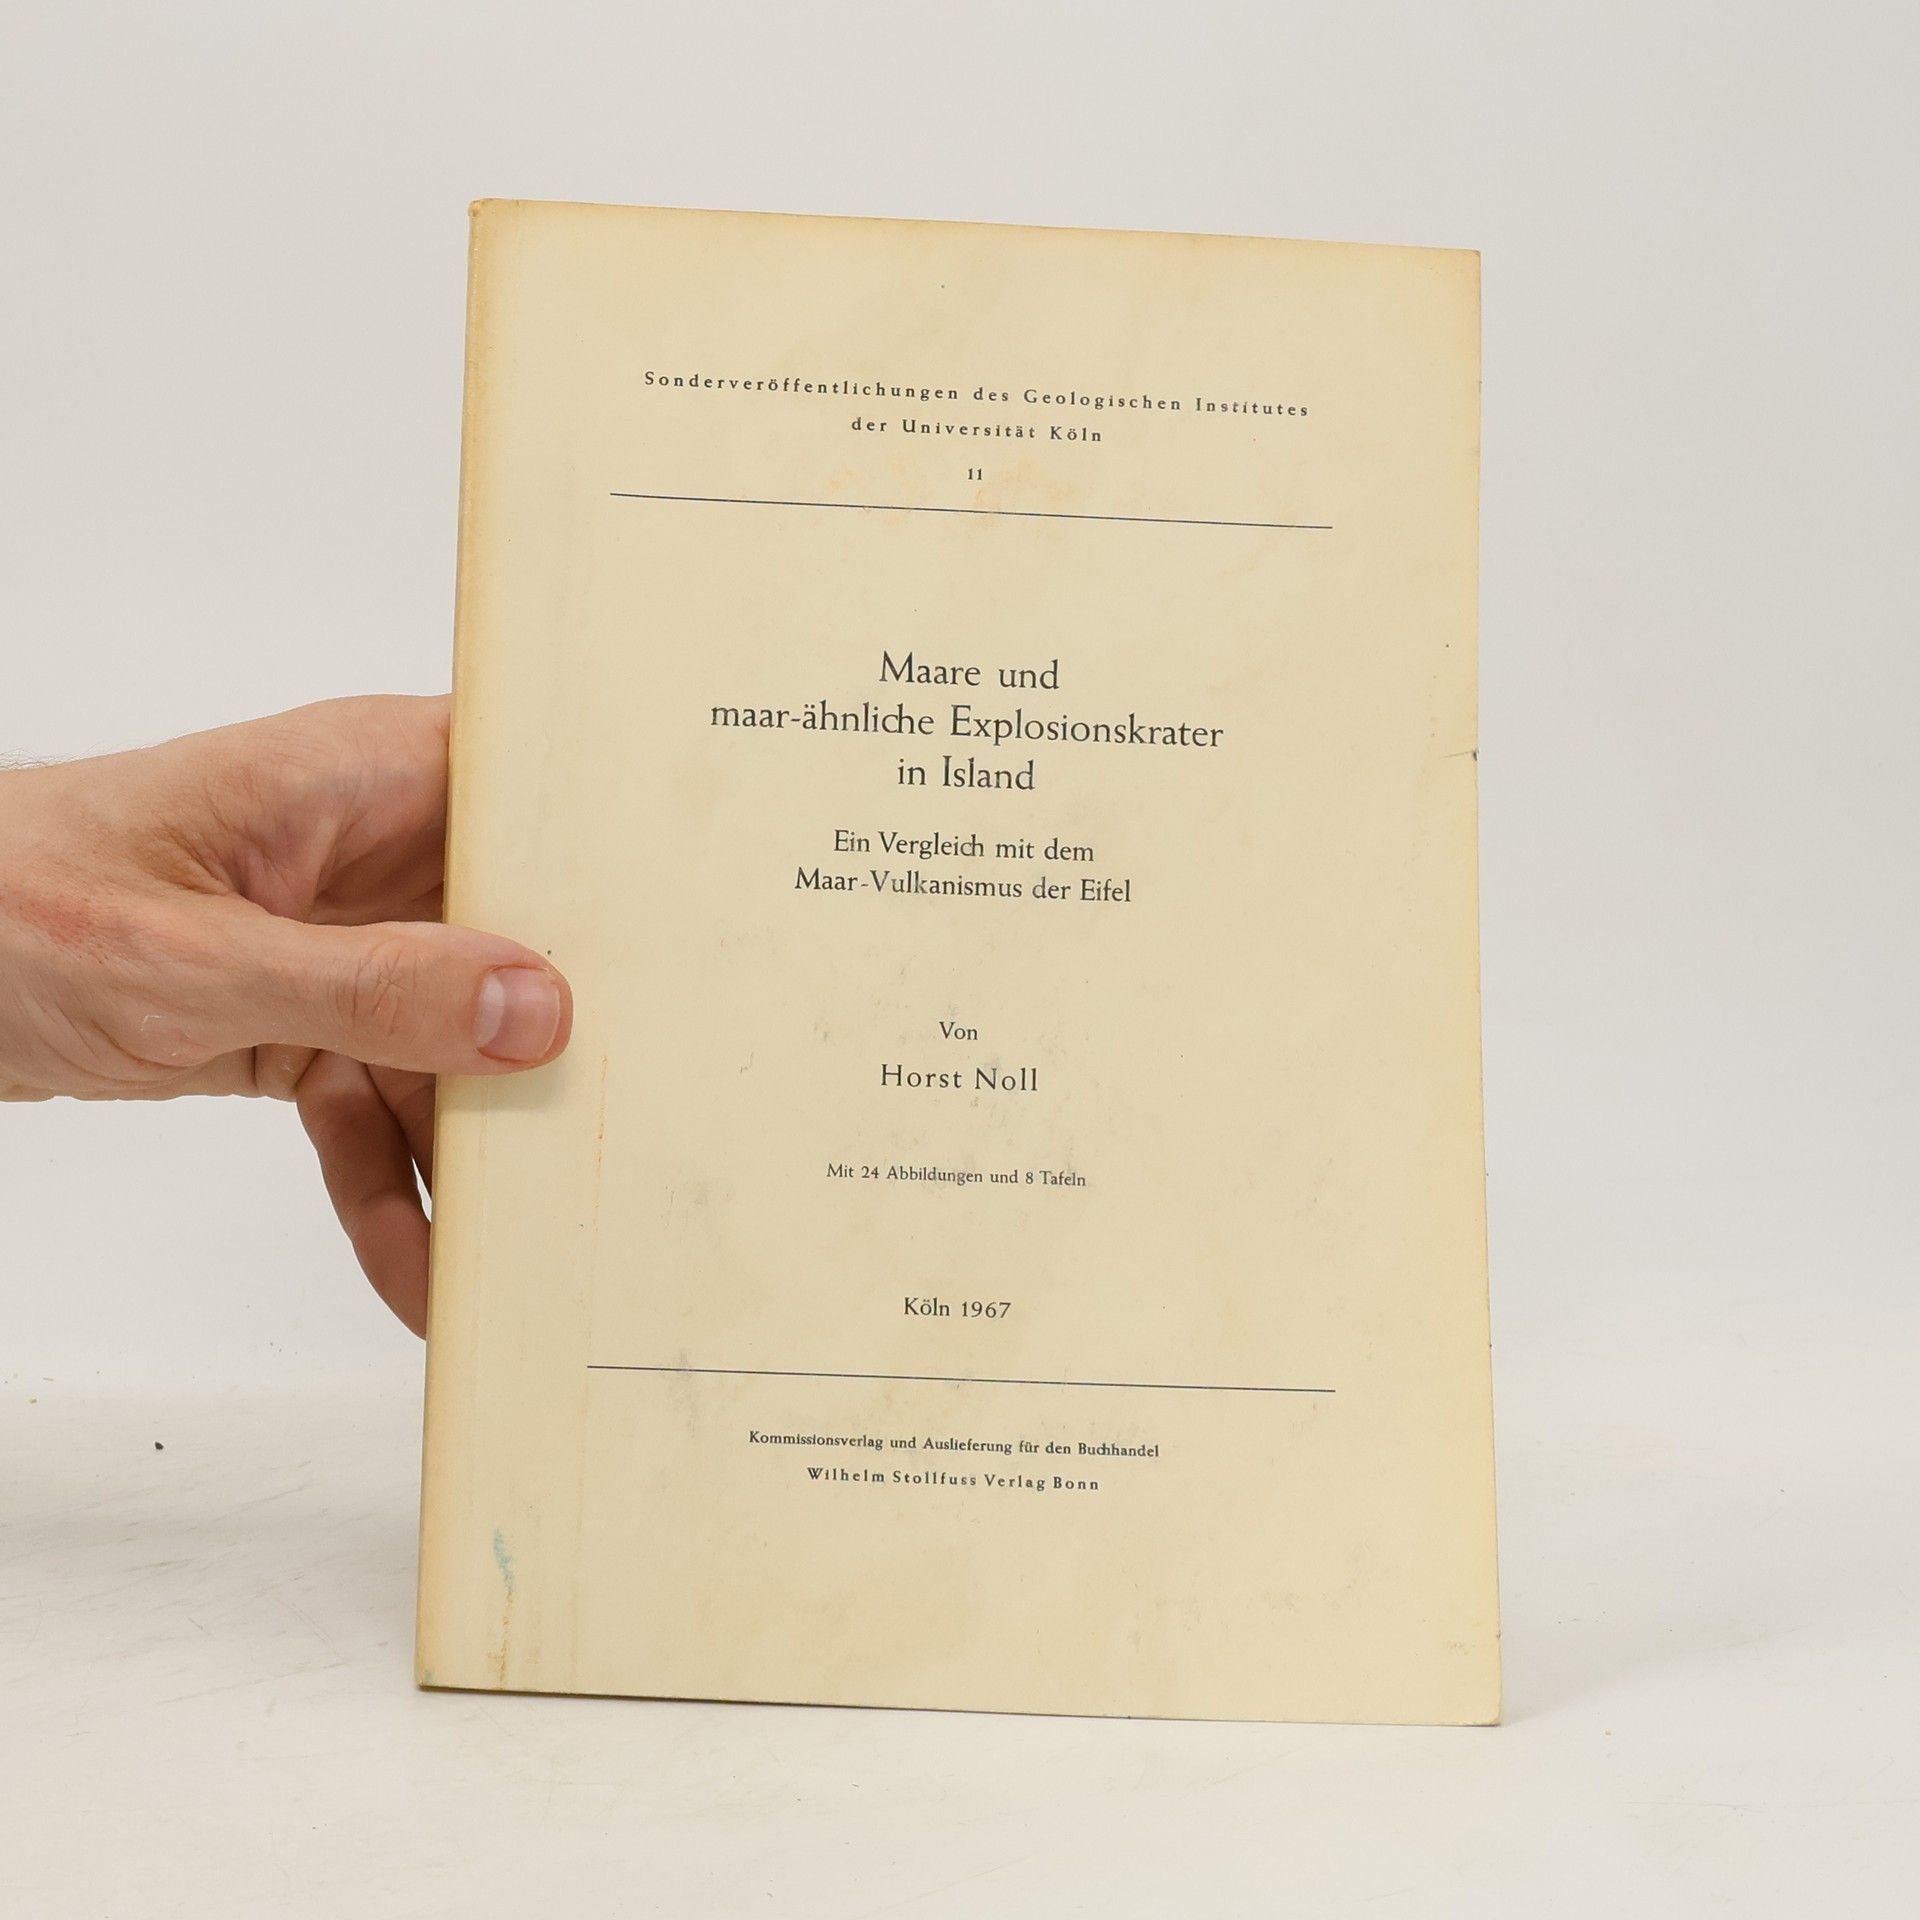 Sonderveröffentlichungen des Geologischen Institutes
der Universität Köln
11
Maare und
maar-ähnliche Explosionskrater
in Island
Ein Vergleich mit dem
Maar-Vulkanismus der Eifel
Von
Horst Noll
Mit 24 Abbildungen und 8 Tafeln
Köln 1967
Kommissionsverlag und Auslieferung für den Buchhandel
Wilhelm Stollfuss Verlag Bonn